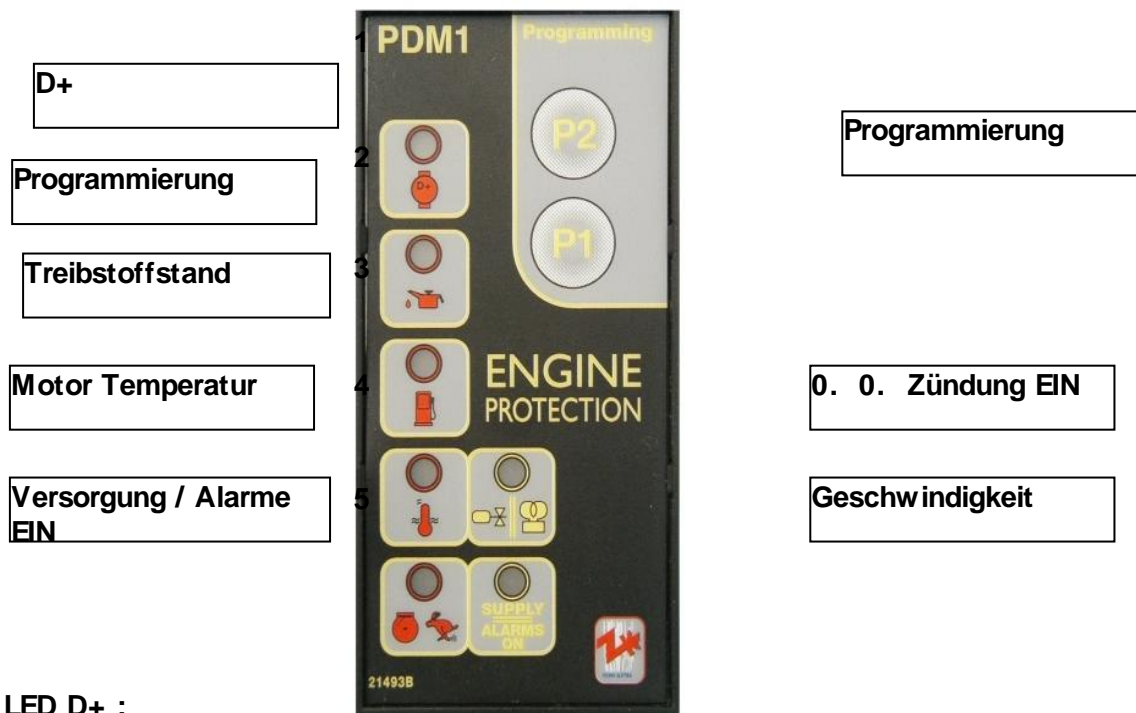 1 PDM1 Programming
D+
Programmierung
P2
2
D+
Programmierung
P1
Treibstoffstand
3
Motor Temperatur
4
ENGINE
PROTECTION
0. 0. Zündung EIN
Versorgung / Alarme
EIN
5
Geschwindigkeit
SUPPLY
ALARMS
ON
21493B
LED D+ :